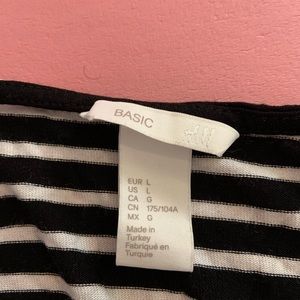 BASIC
H&M
EUR L
US L
CA G
CN 175/104A
MX G
Made in
Turkey
Fabriqué en
Turquie